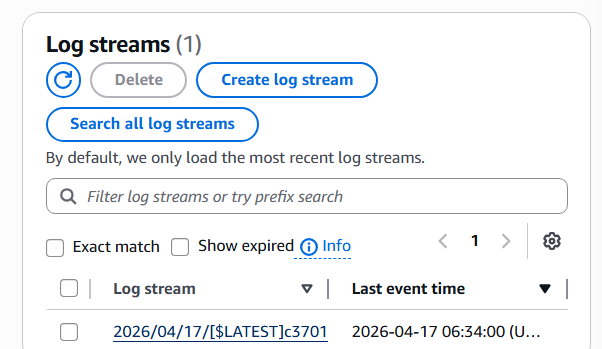 Log streams (1)
Delete
Create log stream
Search all log streams
By default, we only load the most recent log streams.
Filter log streams or try prefix search
Exact match Show expired Info 1
Log stream Last event time
2026/04/17/[$LATEST]c3701 2026-04-17 06:34:00 (U...